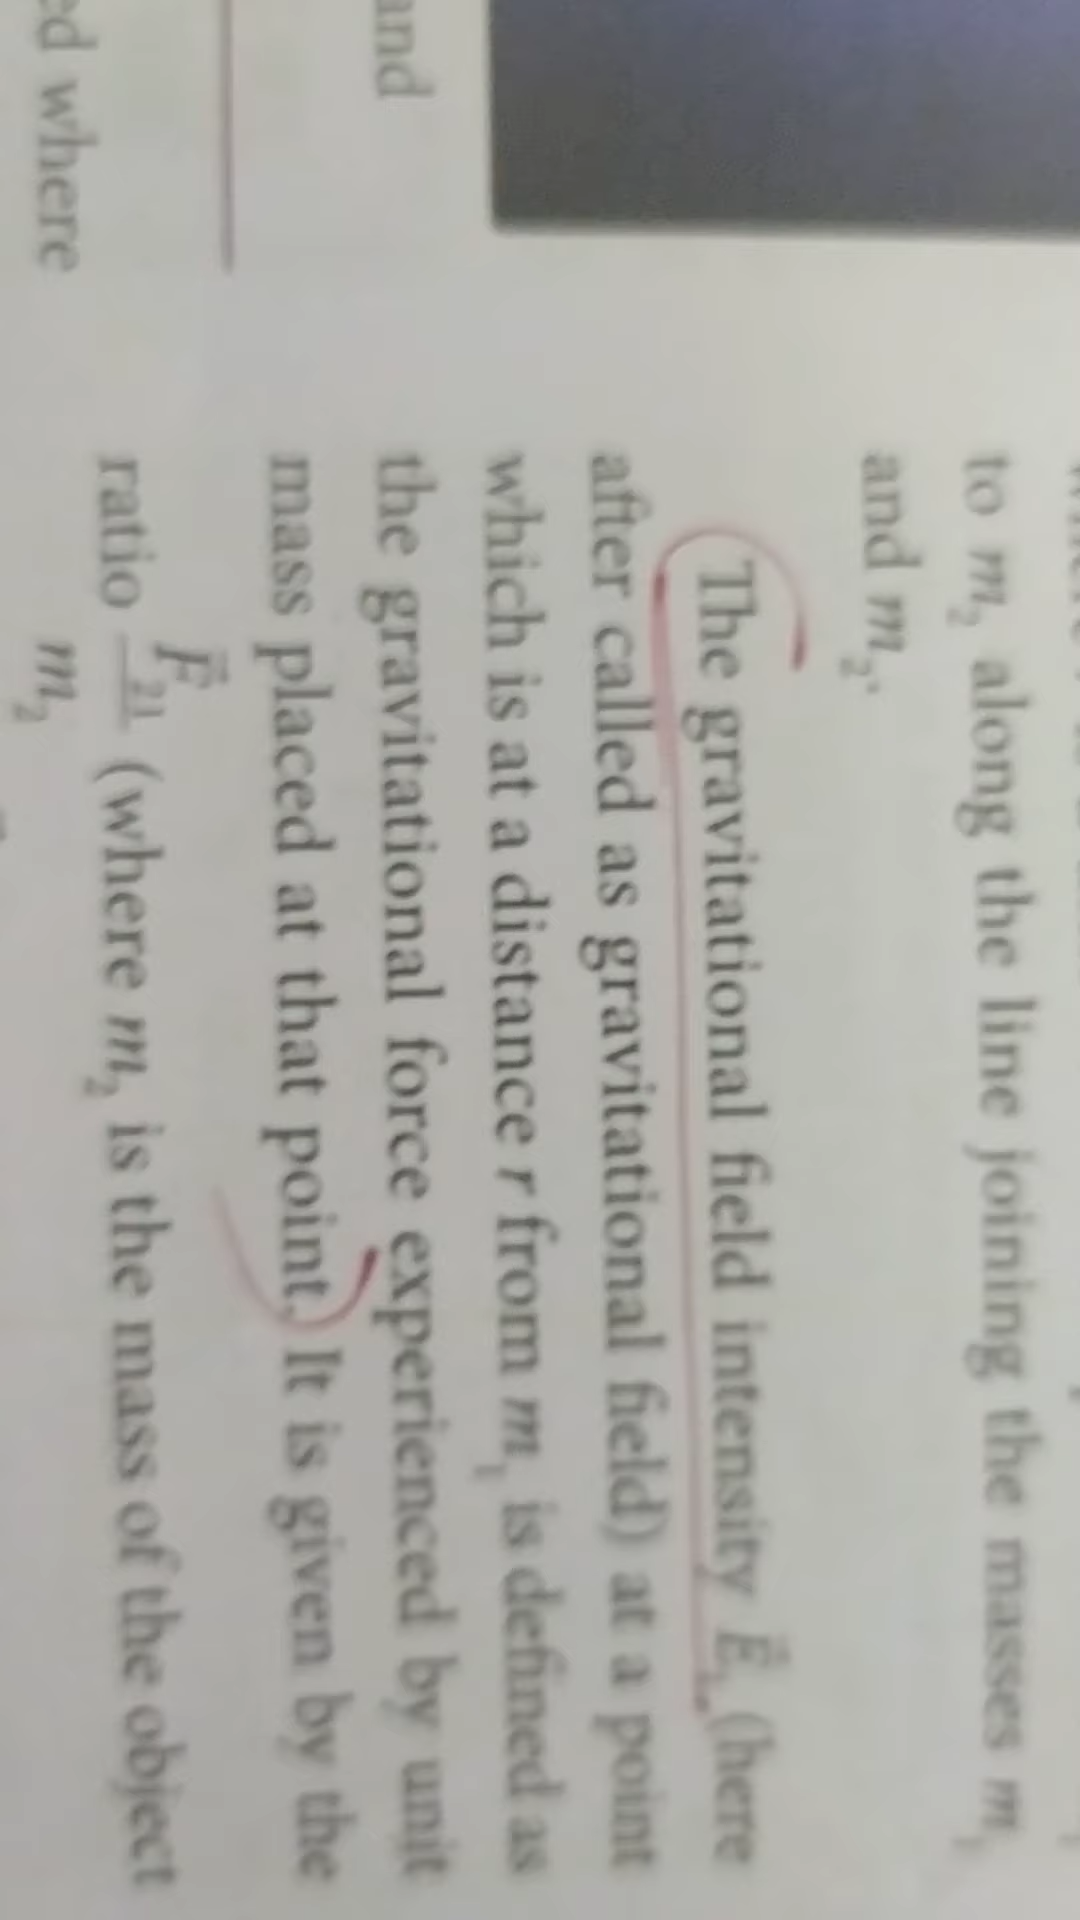 to m₂ along the line joining the masses m₁
and m₂.
The gravitational field intensity E⃗₁ (here
after called as gravitational field) at a point
which is at a distance r from m₁ is defined as
the gravitational force experienced by unit
mass placed at that point. It is given by the
ratio F⃗₂₁/m₂ (where m₂ is the mass of the object
and
ed where